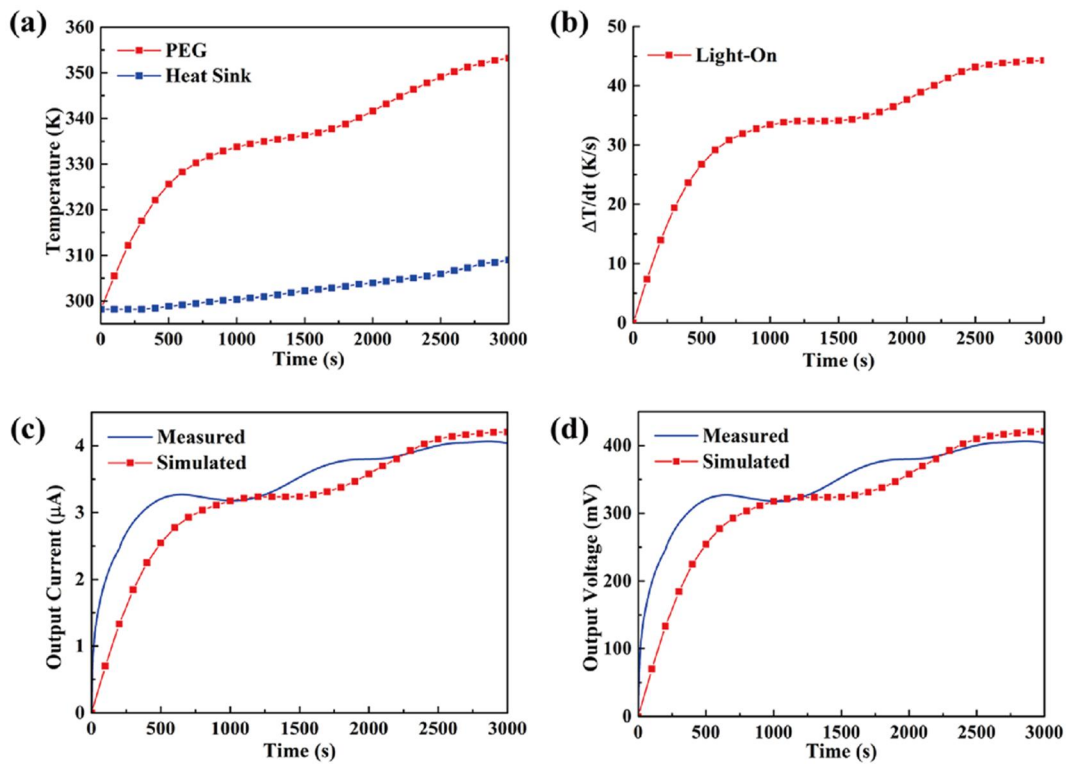 (a)
PEG
Heat Sink
Temperature (K)
360
350
340
330
320
310
300
0 500 1000 1500 2000 2500 3000
Time (s)
(b)
Light-On
ΔT/dt (K/s)
50
40
30
20
10
0
0 500 1000 1500 2000 2500 3000
Time (s)
(c)
Measured
Simulated
Output Current (μA)
4
3
2
1
0
0 500 1000 1500 2000 2500 3000
Time (s)
(d)
Measured
Simulated
Output Voltage (mV)
400
300
200
100
0
0 500 1000 1500 2000 2500 3000
Time (s)